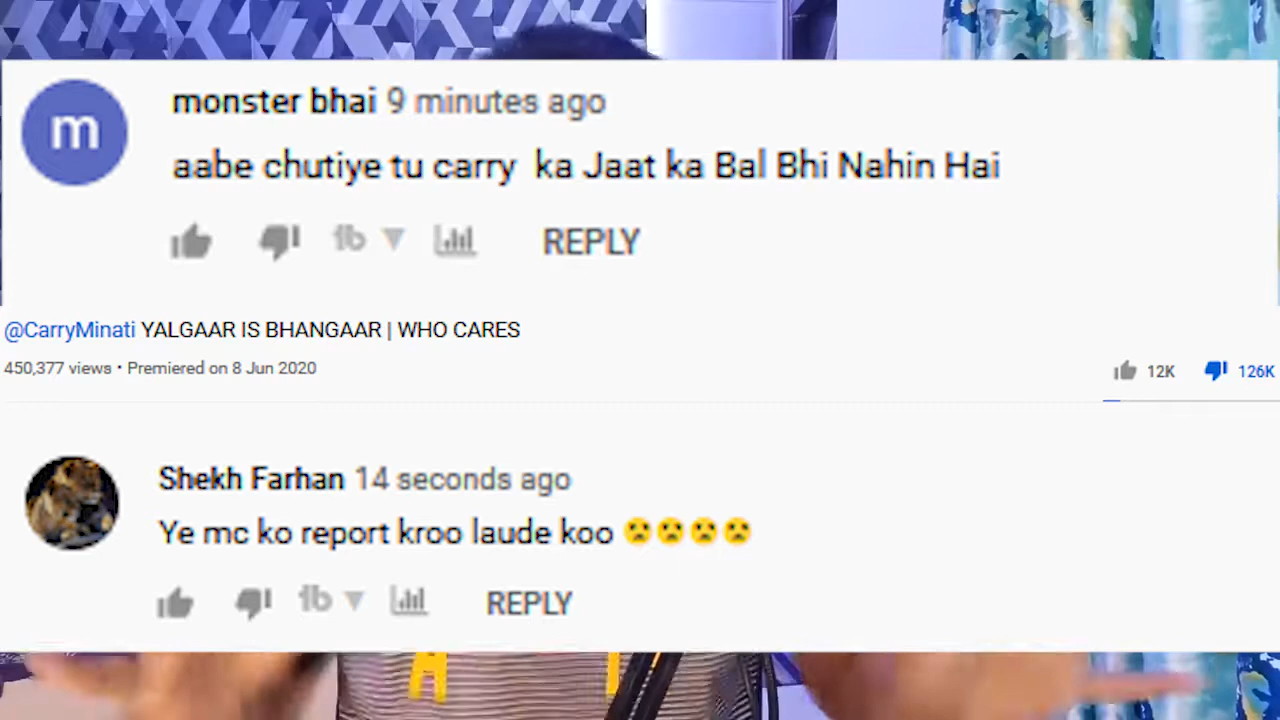 m
monster bhai 9 minutes ago
aabe chutiye tu carry ka Jaat ka Bal Bhi Nahin Hai
REPLY
@CarryMinati YALGAAR IS BHANGAAR | WHO CARES
450,377 views • Premiered on 8 Jun 2020
12K 126K
Shekh Farhan 14 seconds ago
Ye mc ko report kroo laude koo 😟😟😟😟
tb
REPLY
A